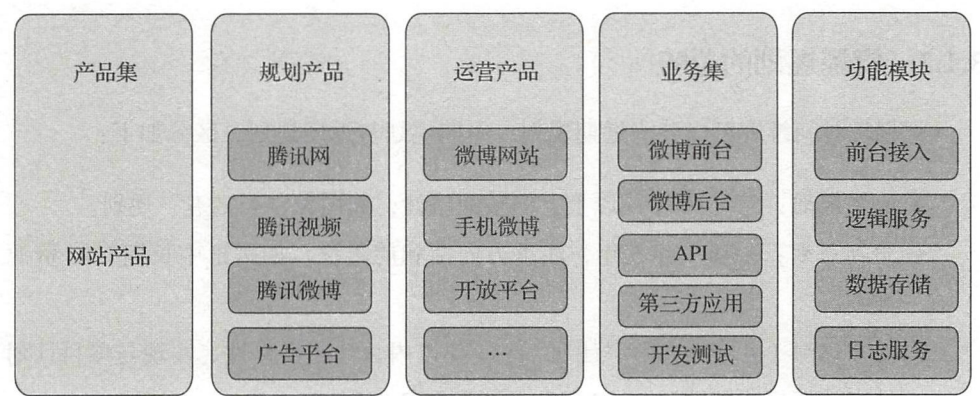 产品集
网站产品
规划产品
腾讯网
腾讯视频
腾讯微博
广告平台
运营产品
微博网站
手机微博
开放平台
…
业务集
微博前台
微博后台
API
第三方应用
开发测试
功能模块
前台接入
逻辑服务
数据存储
日志服务